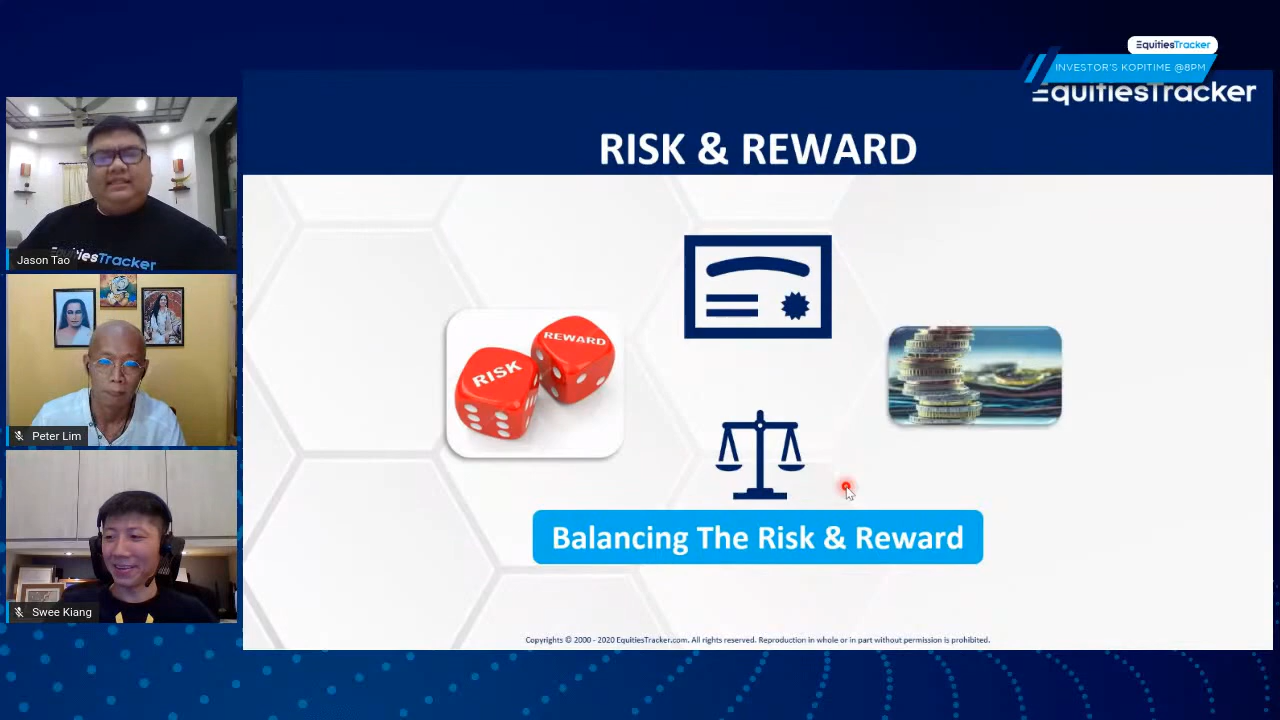 EquitiesTracker
INVESTOR'S KOPITIME @8PM
EquitiesTracker
RISK & REWARD
EquitiesTracker
Jason Tao
REWARD
RISK
Peter Lim
Balancing The Risk & Reward
Swee Kiang
Copyrights © 2000 - 2020 EquitiesTracker.com. All rights reserved. Reproduction in whole or in part without permission is prohibited.